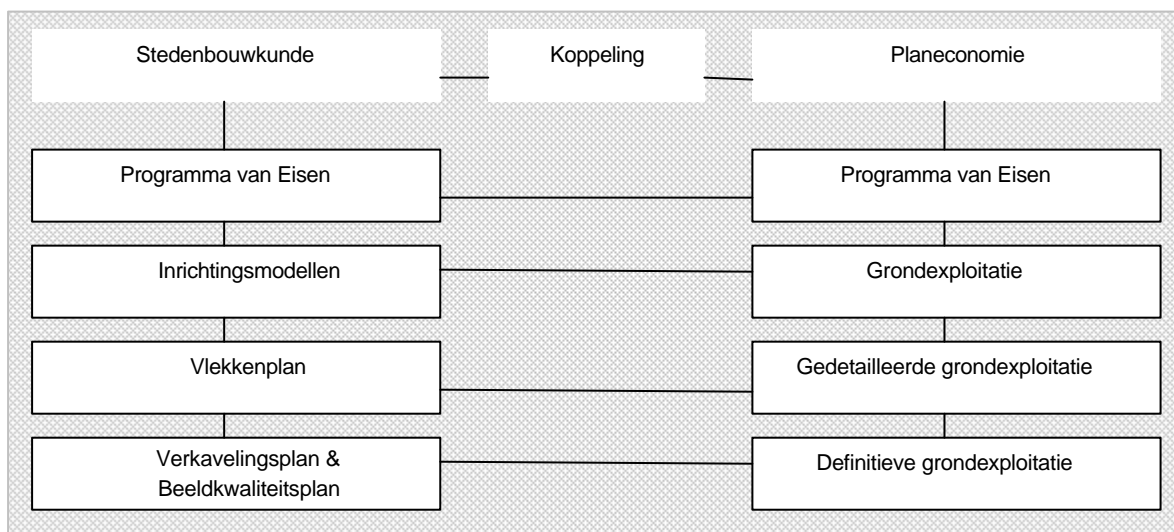 Stedenbouwkunde
Koppeling
Planeconomie
Programma van Eisen
Programma van Eisen
Inrichtingsmodellen
Grondexploitatie
Vlekkenplan
Gedetailleerde grondexploitatie
Verkavelingsplan &
Beeldkwaliteitsplan
Definitieve grondexploitatie